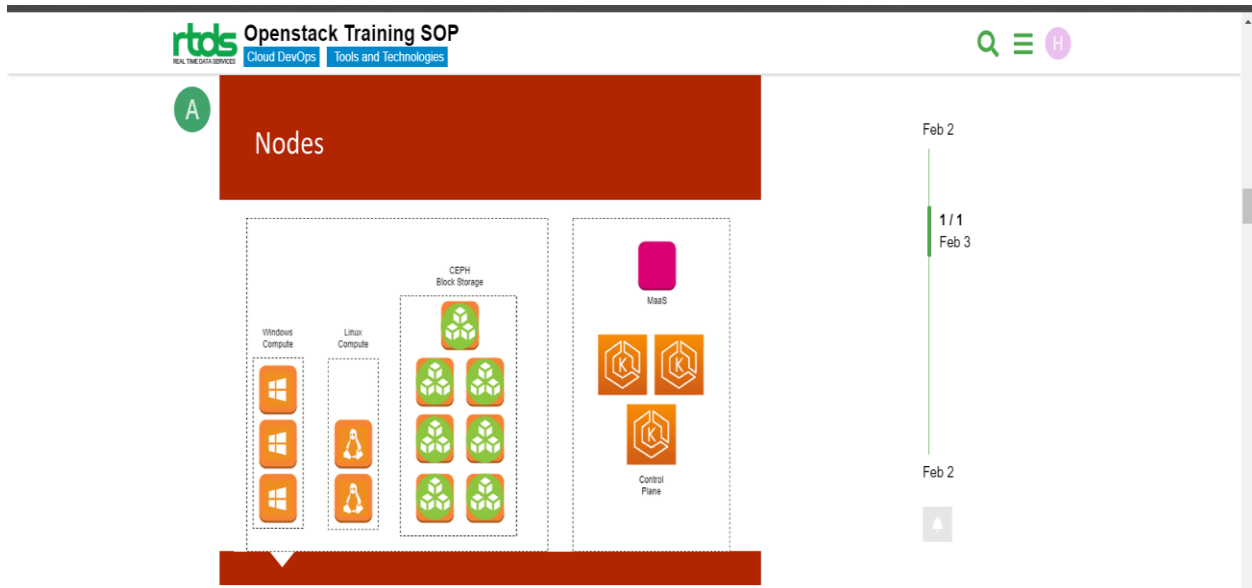 rtds
REAL TIME DATA SERVICES
Openstack Training SOP
Cloud DevOps Tools and Technologies
H
A
Nodes
Feb 2
1 / 1
Feb 3
CEPH
Block Storage
MaaS
Windows
Compute
Linux
Compute
K
K
K
Control
Plane
Feb 2